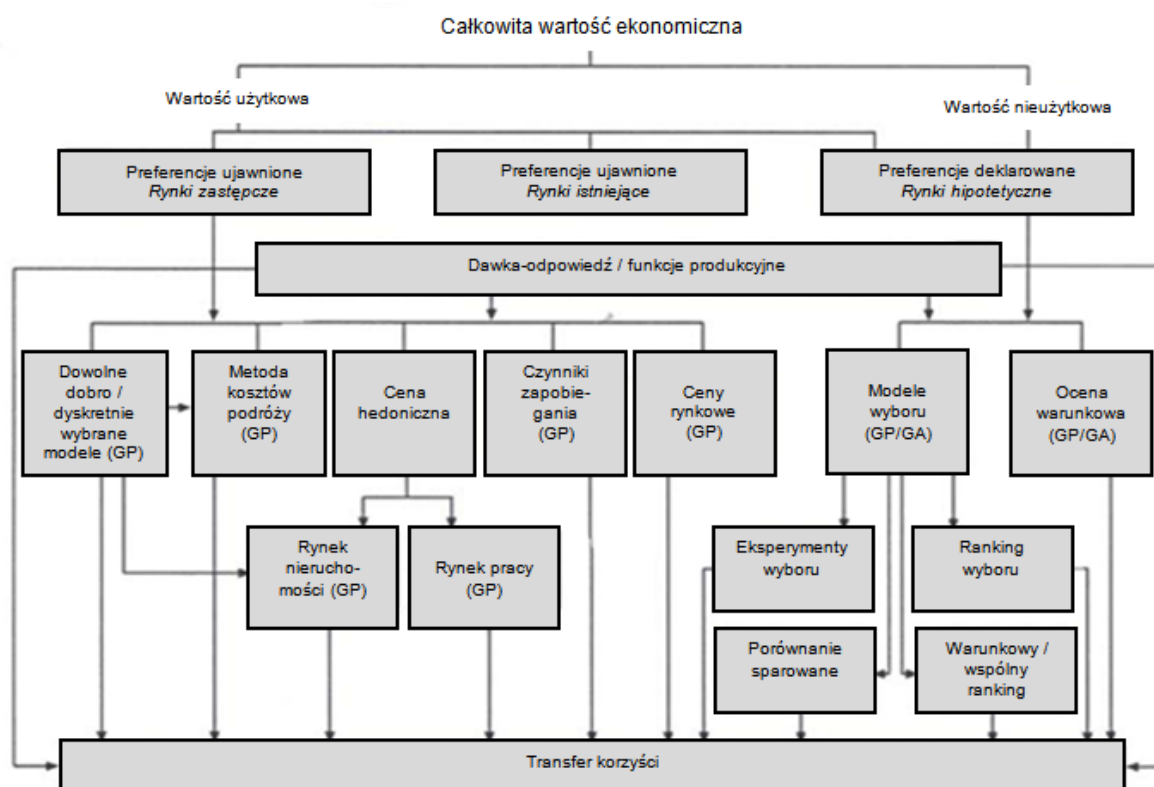 Całkowita wartość ekonomiczna
Wartość użytkowa
Wartość nieużytkowa
Preferencje ujawnione
Rynki zastępcze
Preferencje ujawnione
Rynki istniejące
Preferencje deklarowane
Rynki hipotetyczne
Dawka-odpowiedź / funkcje produkcyjne
Dowolne
dobro /
dyskretnie
wybrane
modele (GP)
Metoda
kosztów
podróży
(GP)
Cena
hedoniczna
Czynniki
zapobie-
gania
(GP)
Ceny
rynkowe
(GP)
Modele
wyboru
(GP/GA)
Ocena
warunkowa
(GP/GA)
Rynek
nierucho-
mości (GP)
Rynek pracy
(GP)
Eksperymenty
wyboru
Ranking
wyboru
Porównanie
sparowane
Warunkowy /
wspólny
ranking
Transfer korzyści